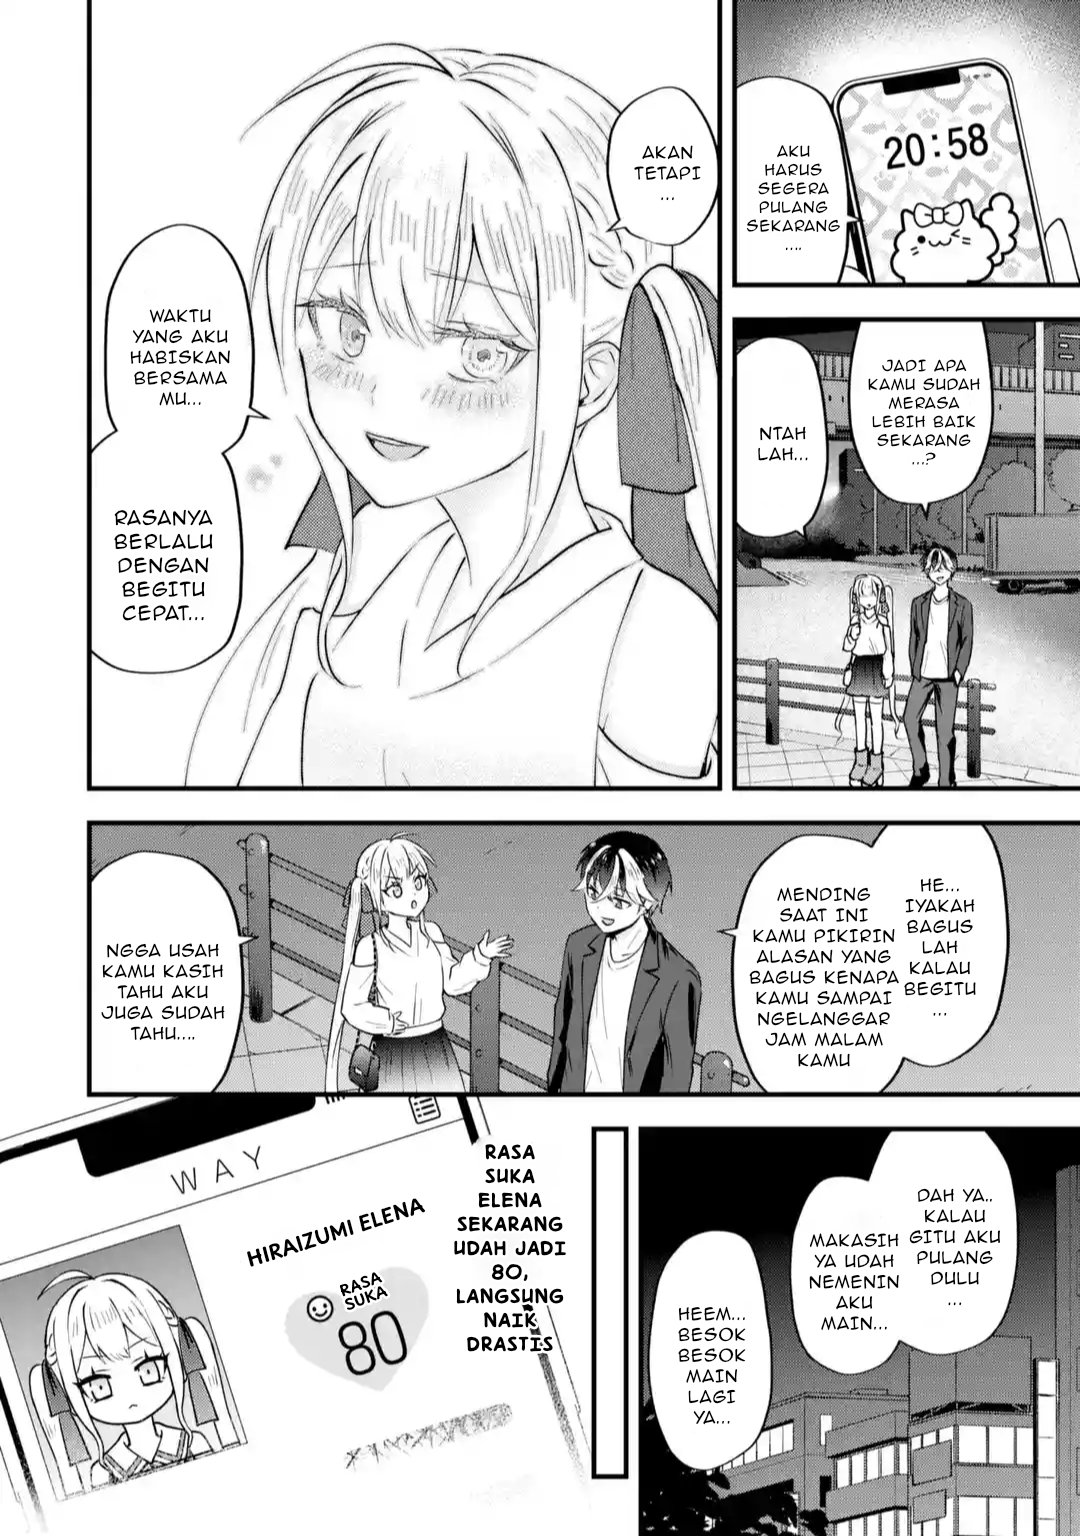 20:58
AKU
HARUS
SEGERA
PULANG
SEKARANG
....
AKAN
TETAPI
...
WAKTU
YANG AKU
HABISKAN
BERSAMA
MU...
RASANYA
BERLALU
DENGAN
BEGITU
CEPAT...
JADI APA
KAMU SUDAH
MERASA
LEBIH BAIK
SEKARANG
...?
NTAH
LAH...
HE...
IYAKAH
BAGUS
LAH
KALAU
BEGITU
...
MENDING
SAAT INI
KAMU PIKIRIN
ALASAN YANG
BAGUS KENAPA
KAMU SAMPAI
NGELANGGAR
JAM MALAM
KAMU
NGGA USAH
KAMU KASIH
TAHU AKU
JUGA SUDAH
TAHU....
DAH YA..
KALAU
GITU AKU
PULANG
DULU
...
MAKASIH
YA UDAH
NEMENIN
AKU
MAIN...
HEEM...
BESOK
BESOK
MAIN
LAGI
YA...
RASA
SUKA
ELENA
SEKARANG
UDAH JADI
80,
LANGSUNG
NAIK
DRASTIS
WAY
HIRAIZUMI ELENA
RASA
SUKA
80